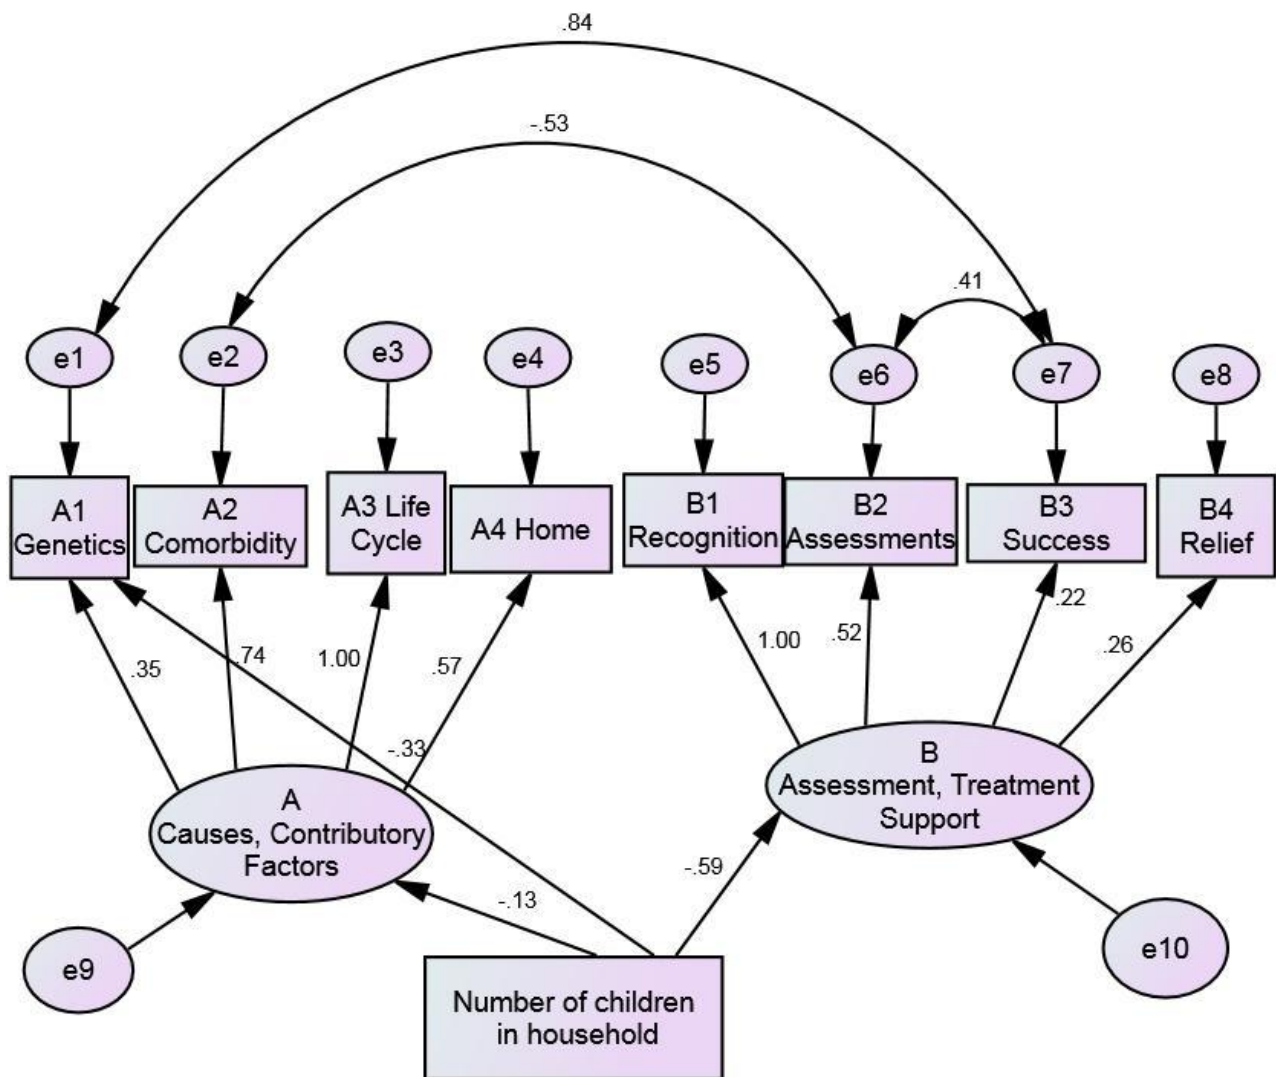 .84
-.53
.41
e1
e2
e3
e4
e5
e6
e7
e8
A1
Genetics
A2
Comorbidity
A3 Life
Cycle
A4 Home
B1
Recognition
B2
Assessments
B3
Success
B4
Relief
.35
.74
1.00
.57
-.33
1.00
.52
.22
.26
A
Causes, Contributory
Factors
B
Assessment, Treatment
Support
-.13
-.59
e9
e10
Number of children
in household